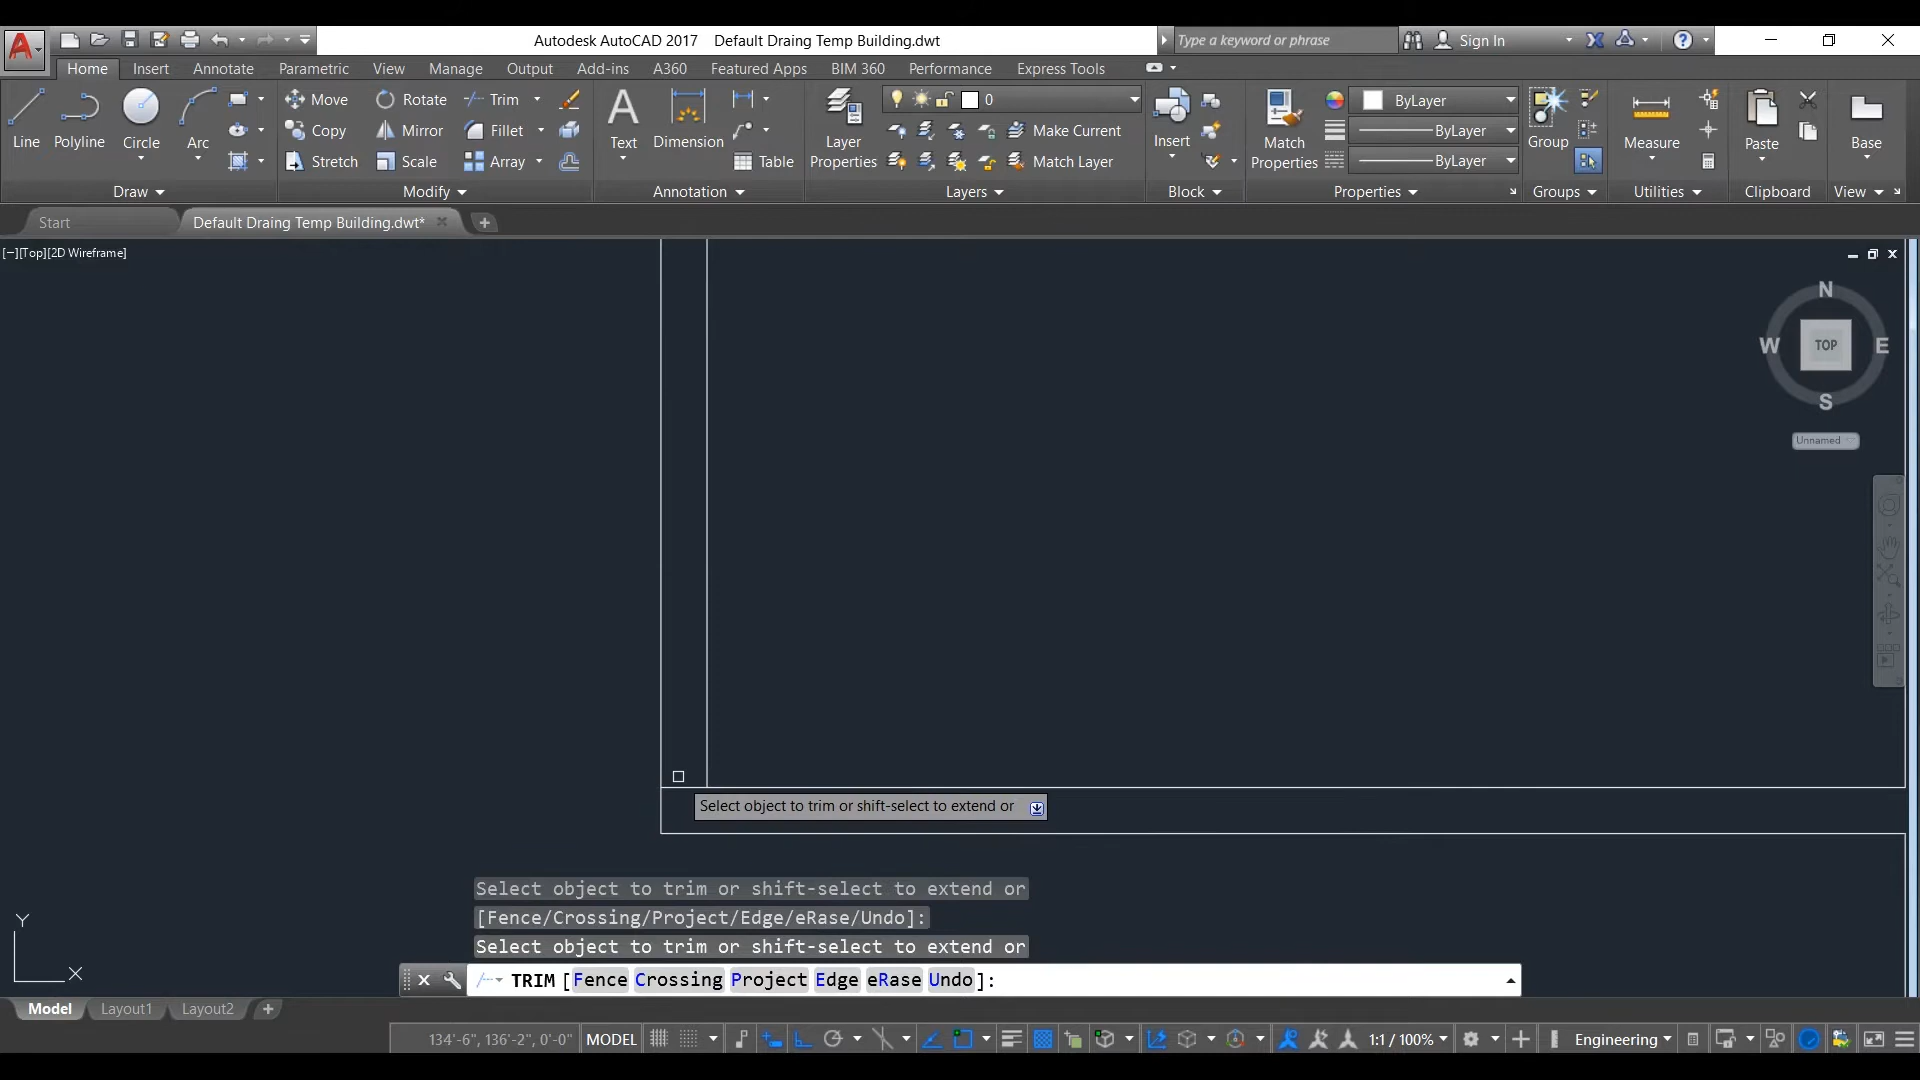 Autodesk AutoCAD 2017 Default Draing Temp Building.dwt
Type a keyword or phrase
Sign In
Home Insert Annotate Parametric View Manage Output Add-ins A360 Featured Apps BIM 360 Performance Express Tools
Line
Polyline
Circle
Arc
Draw
Move
Rotate
Trim
Copy
Mirror
Fillet
Stretch
Scale
Array
Modify
Text
Dimension
Table
Annotation
Layer
Properties
0
Make Current
Match Layer
Layers
Insert
Block
Match
Properties
ByLayer
ByLayer
ByLayer
Properties
Group
Groups
Measure
Utilities
Paste
Clipboard
Base
View
Start
Default Draing Temp Building.dwt*
[−][Top][2D Wireframe]
N
W
TOP
E
S
Unnamed
Select object to trim or shift-select to extend or
Select object to trim or shift-select to extend or
[Fence/Crossing/Project/Edge/eRase/Undo]:
Select object to trim or shift-select to extend or
TRIM [Fence Crossing Project Edge eRase Undo]:
Y
X
Model Layout1 Layout2
134'-6", 136'-2", 0'-0"
MODEL
1:1 / 100%
Engineering